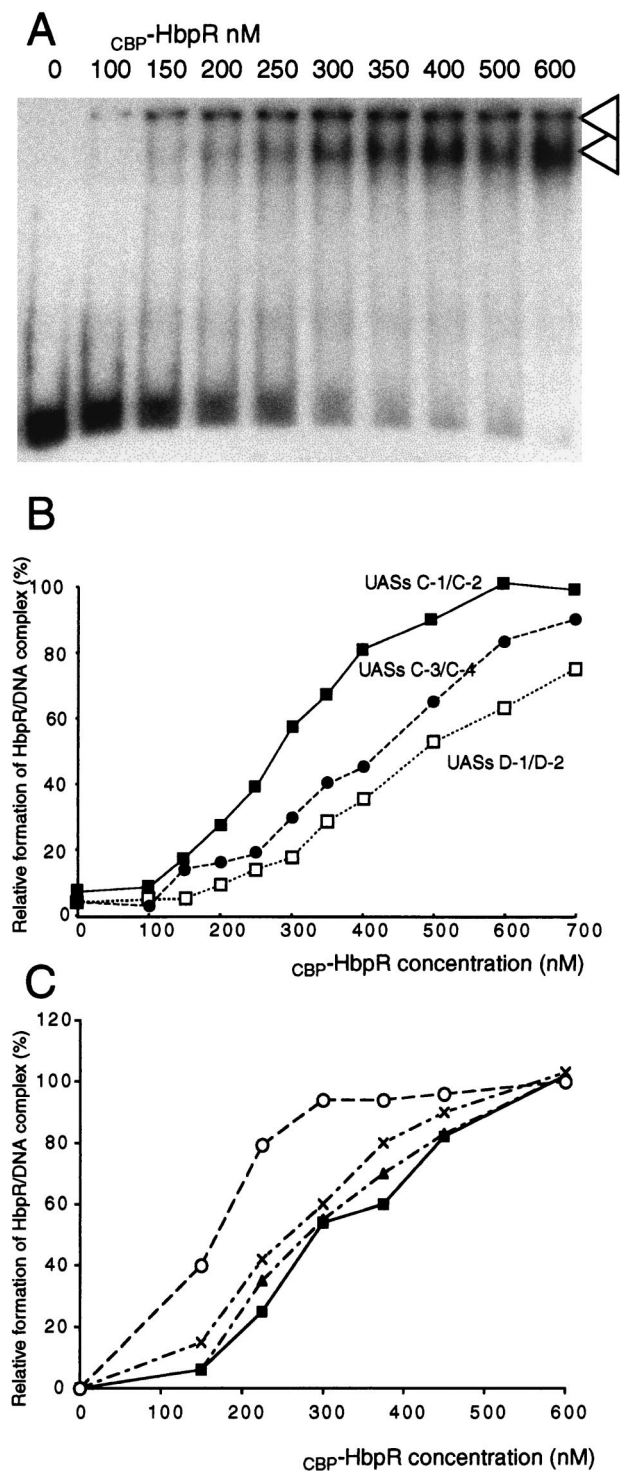 A
CBP-HbpR nM
0 100 150 200 250 300 350 400 500 600
B
Relative formation of HbpR/DNA complex (%)
100
80
60
40
20
0
UASs C-1/C-2
UASs C-3/C-4
UASs D-1/D-2
0 100 200 300 400 500 600 700
CBP-HbpR concentration (nM)
C
Relative formation of HbpR/DNA complex (%)
120
100
80
60
40
20
0
0 100 200 300 400 500 600
CBP-HbpR concentration (nM)